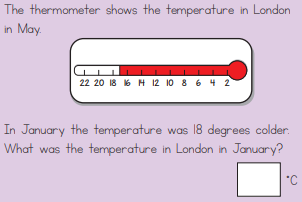 The thermometer shows the temperature in London
in May.
22 20 18 16 14 12 10 8 6 4 2
In January the temperature was 18 degrees colder.
What was the temperature in London in January?
°C